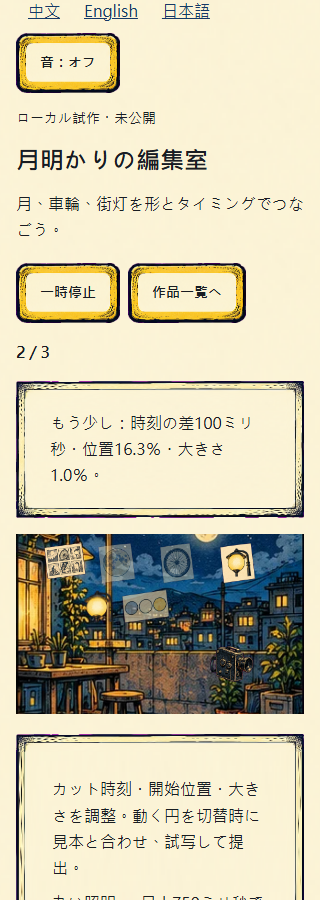 中文 English 日本語
音：オフ
ローカル試作・未公開
月明かりの編集室
月、車輪、街灯を形とタイミングでつな
ごう。
一時停止 作品一覧へ
2 / 3
もう少し：時刻の差100ミリ
秒・位置16.3%・大きさ
1.0%。
カット時刻・開始位置・大き
さを調整。動く円を切替時に
見本と合わせ、試写して提
出。